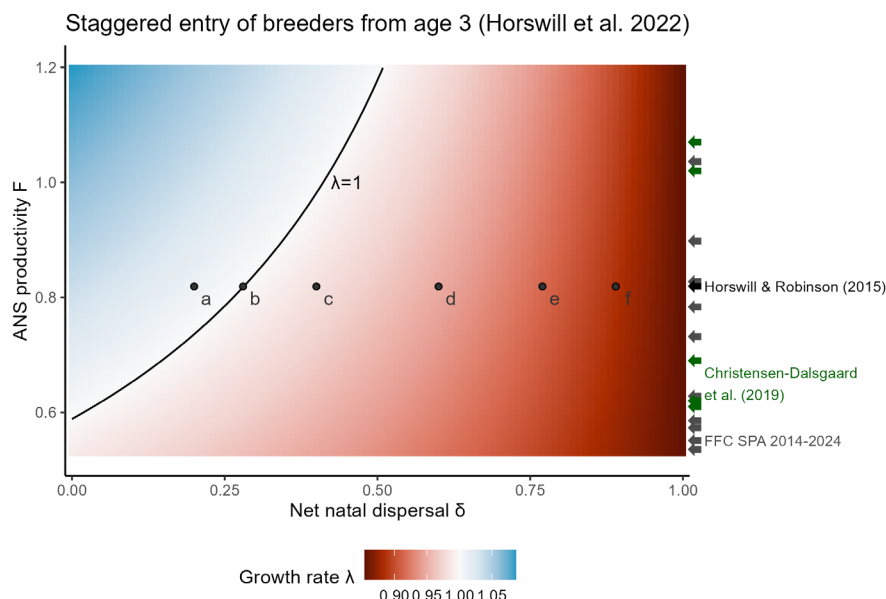 Staggered entry of breeders from age 3 (Horswill et al. 2022)
1.2
1.0
0.8
0.6
ANS productivity F
λ=1
a
b
c
d
e
f
Horswill & Robinson (2015)
Christensen-Dalsgaard
et al. (2019)
FFC SPA 2014-2024
0.00
0.25
0.50
0.75
1.00
Net natal dispersal δ
Growth rate λ
0.90 0.95 1.00 1.05